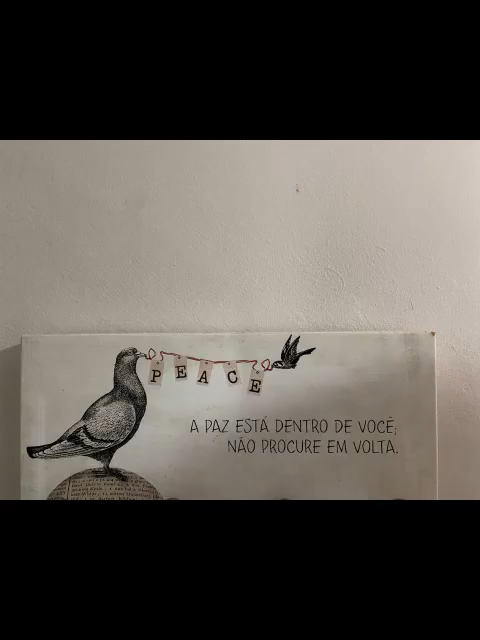 PEACE
A PAZ ESTÁ DENTRO DE VOCÊ;
NÃO PROCURE EM VOLTA.